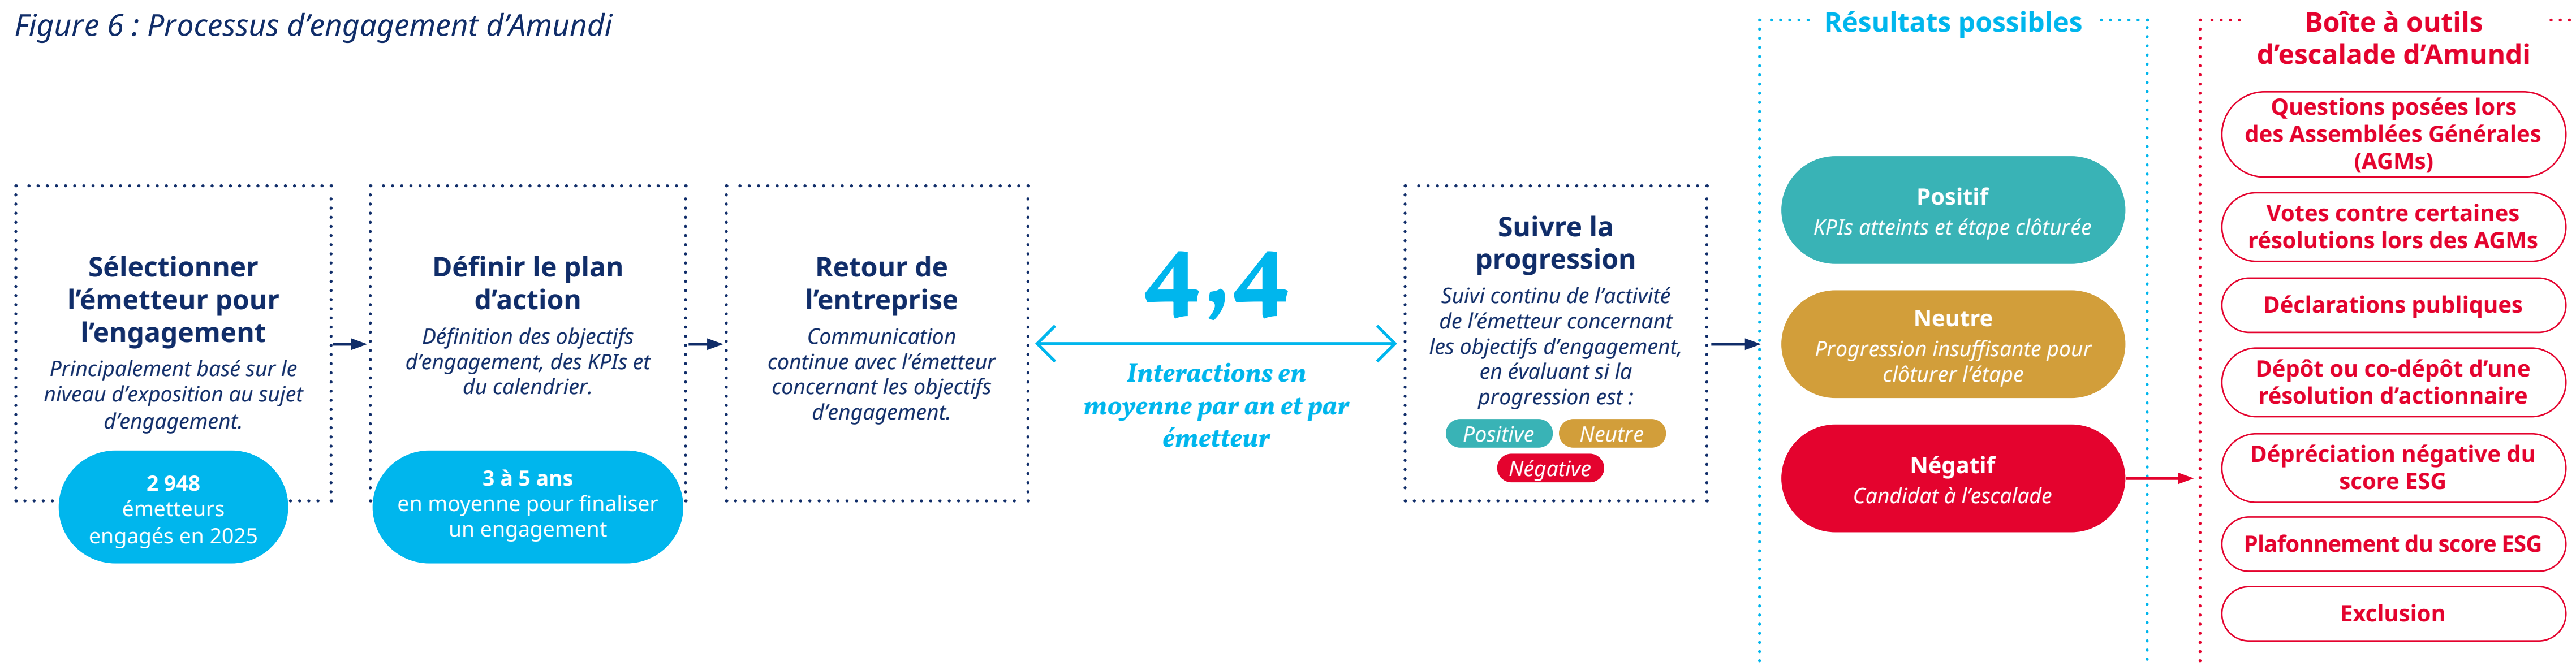 Figure 6 : Processus d’engagement d’Amundi
Sélectionner
l’émetteur pour
l’engagement
Principalement basé sur le
niveau d’exposition au sujet
d’engagement.
2 948
émetteurs
engagés en 2025
Définir le plan
d’action
Définition des objectifs
d’engagement, des KPIs et
du calendrier.
3 à 5 ans
en moyenne pour finaliser
un engagement
Retour de
l’entreprise
Communication
continue avec l’émetteur
concernant les objectifs
d’engagement.
4,4
Interactions en
moyenne par an et par
émetteur
Suivre la
progression
Suivi continu de l’activité
de l’émetteur concernant
les objectifs d’engagement,
en évaluant si la
progression est :
Positive
Neutre
Négative
Résultats possibles
Positif
KPIs atteints et étape clôturée
Neutre
Progression insuffisante pour
clôturer l’étape
Négatif
Candidat à l’escalade
Boîte à outils
d’escalade d’Amundi
Questions posées lors
des Assemblées Générales
(AGMs)
Votes contre certaines
résolutions lors des AGMs
Déclarations publiques
Dépôt ou co-dépôt d’une
résolution d’actionnaire
Dépréciation négative du
score ESG
Plafonnement du score ESG
Exclusion